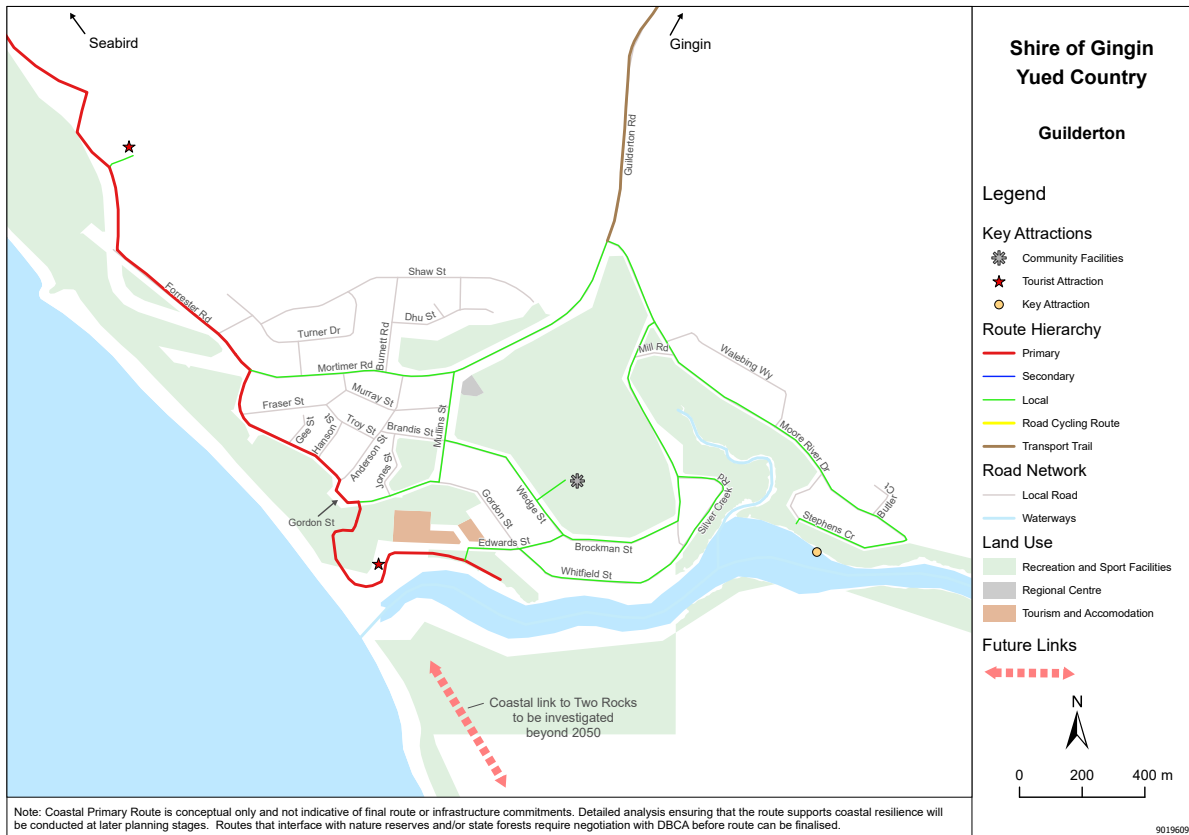 Seabird
Gingin
Guilderton Rd
Forrester Rd
Shaw St
Dhu St
Turner Dr
Burnett Rd
Mortimer Rd
Mill Rd
Walebing Wy
Fraser St
Murray St
Gee St
Hanson St
Troy St
Brandis St
Mullins St
Anderson St
Jones St
Moore River Dr
Gordon St
Gordon St
Wedge St
Silver Creek Rd
Butler Ct
Stephens Cr
Edwards St
Brockman St
Whitfield St
Coastal link to Two Rocks
to be investigated
beyond 2050
Shire of Gingin
Yued Country
Guilderton
Legend
Key Attractions
Community Facilities
Tourist Attraction
Key Attraction
Route Hierarchy
Primary
Secondary
Local
Road Cycling Route
Transport Trail
Road Network
Local Road
Waterways
Land Use
Recreation and Sport Facilities
Regional Centre
Tourism and Accomodation
Future Links
N
0 200 400 m
Note: Coastal Primary Route is conceptual only and not indicative of final route or infrastructure commitments. Detailed analysis ensuring that the route supports coastal resilience will
be conducted at later planning stages. Routes that interface with nature reserves and/or state forests require negotiation with DBCA before route can be finalised.
9019609